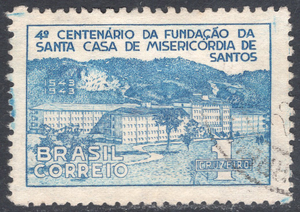 4º CENTENÁRIO DA FUNDAÇÃO DA
SANTA CASA DE MISERICÓRDIA DE
SANTOS
1543
1943
BRASIL
CORREIO
1
CRUZEIRO